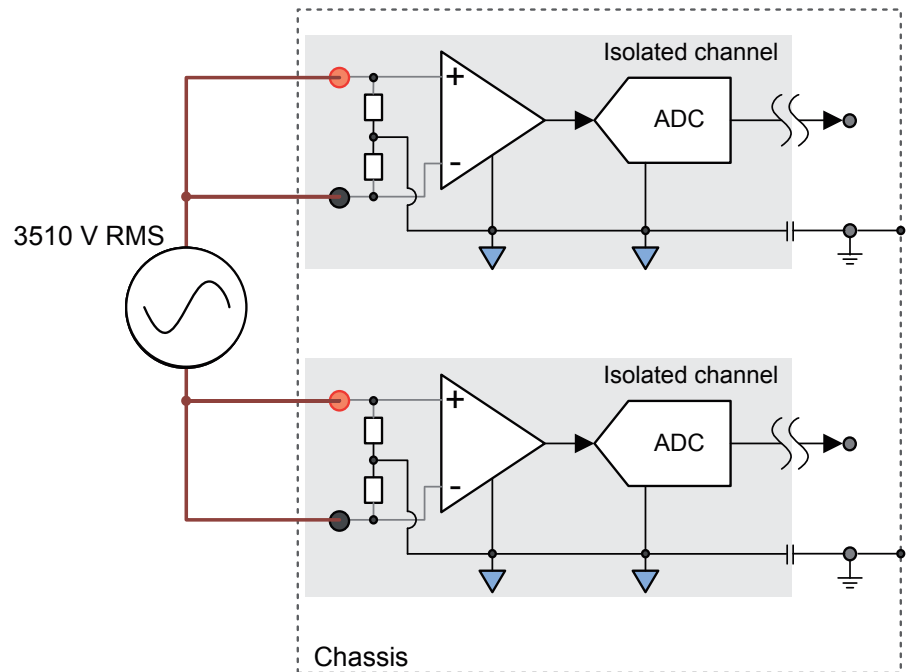 Isolated channel
+
-
ADC
3510 V RMS
Isolated channel
+
-
ADC
Chassis